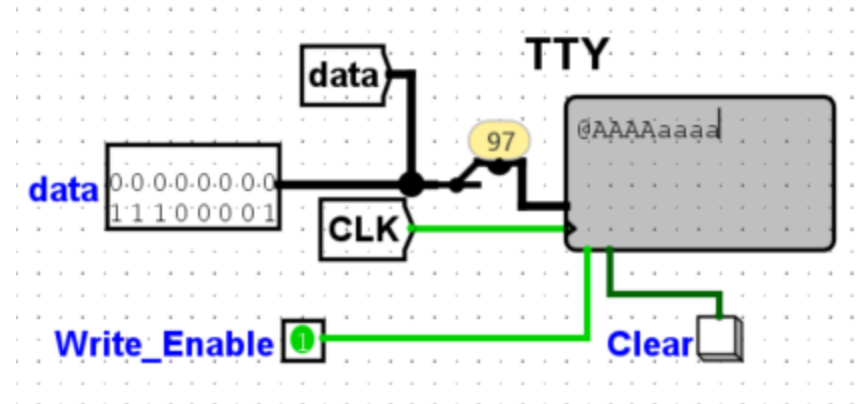 TTY
data
@AAAAaaaa
97
data
0 0 0 0 0 0 0 0
1 1 1 0 0 0 0 1
CLK
Write_Enable
1
Clear